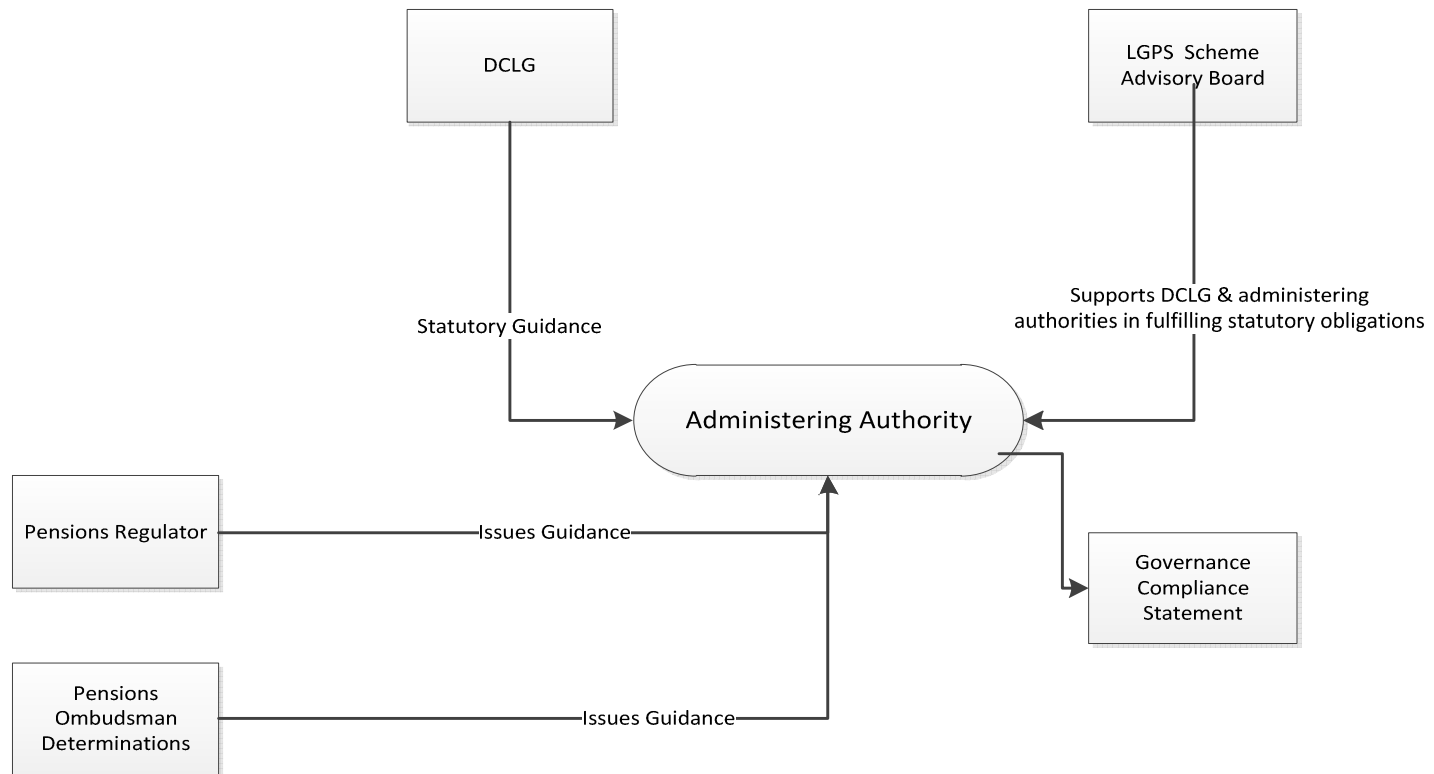 DCLG
LGPS Scheme
Advisory Board
Supports DCLG & administering
authorities in fulfilling statutory obligations
Statutory Guidance
Administering Authority
Pensions Regulator
Issues Guidance
Governance
Compliance
Statement
Pensions
Ombudsman
Determinations
Issues Guidance